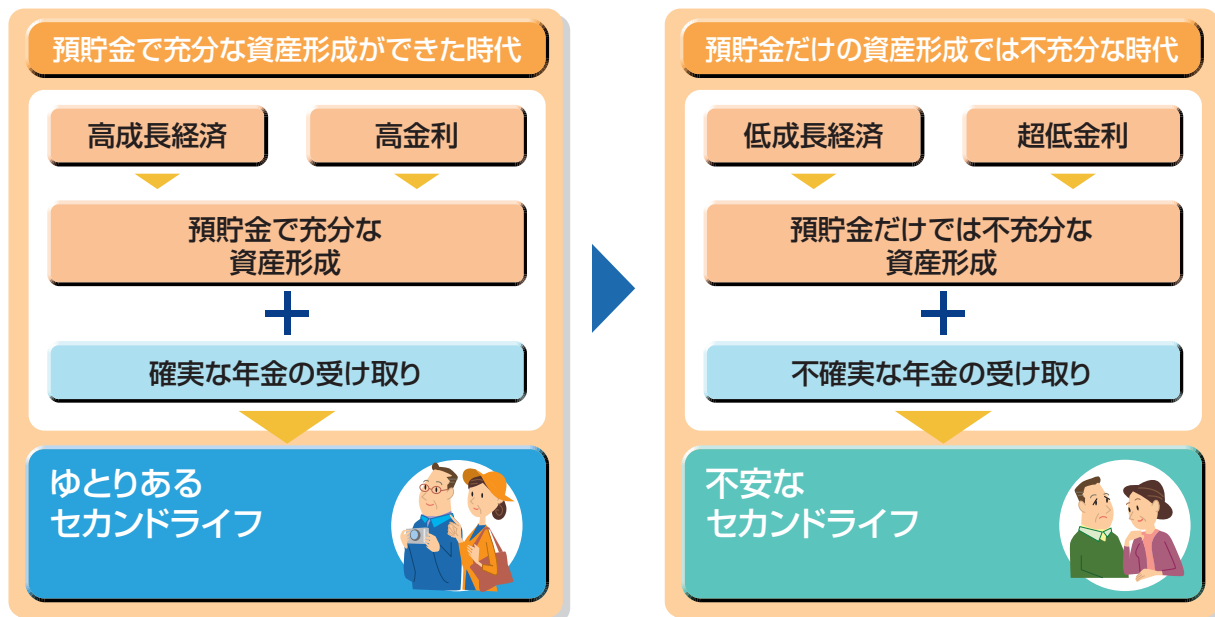 預貯金で充分な資産形成ができた時代
高成長経済
高金利
預貯金で充分な
資産形成
+
確実な年金の受け取り
ゆとりある
セカンドライフ
預貯金だけの資産形成では不充分な時代
低成長経済
超低金利
預貯金だけでは不充分な
資産形成
+
不確実な年金の受け取り
不安な
セカンドライフ